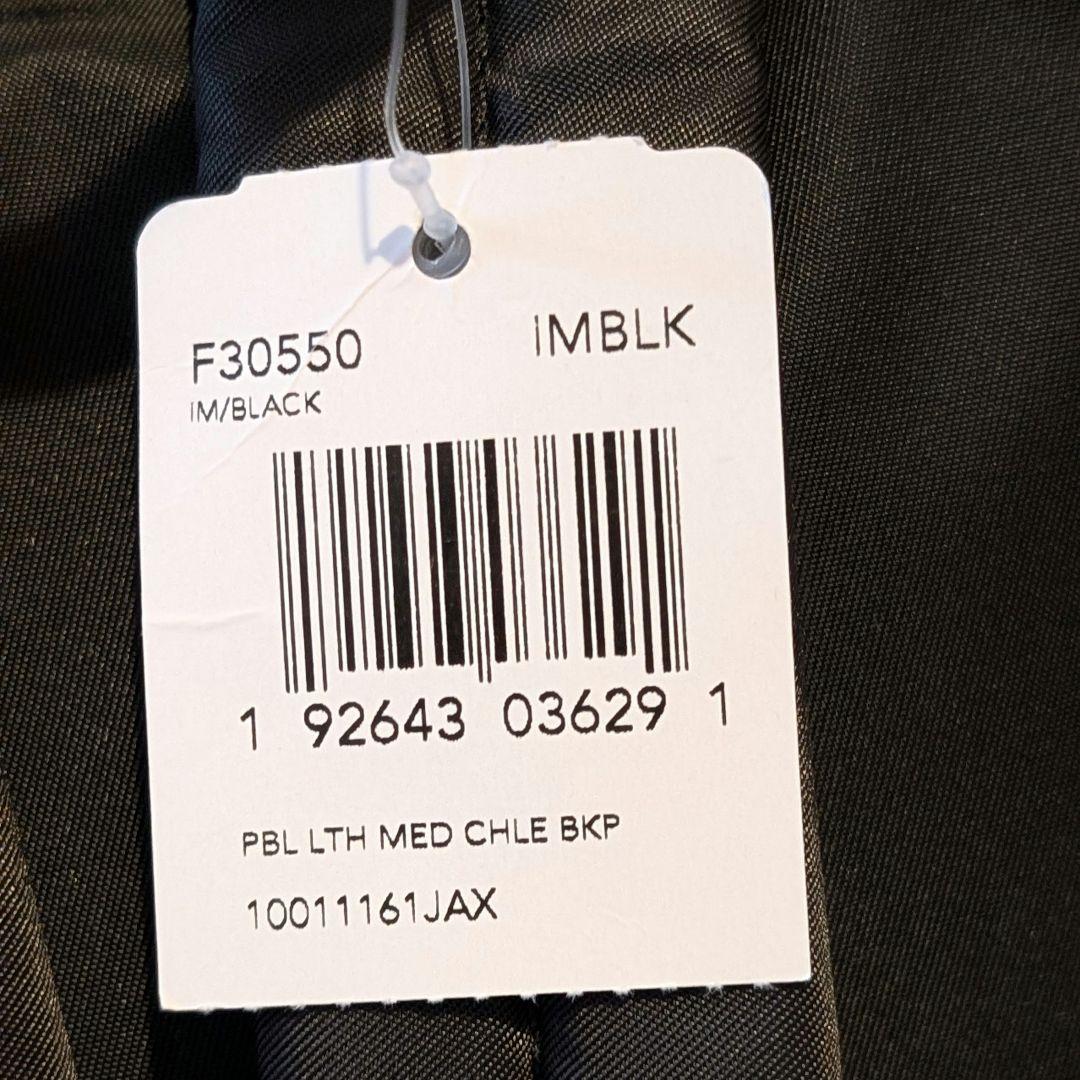 F30550 IMBLK
IM/BLACK
1 92643 03629 1
PBL LTH MED CHLE BKP
10011161JAX